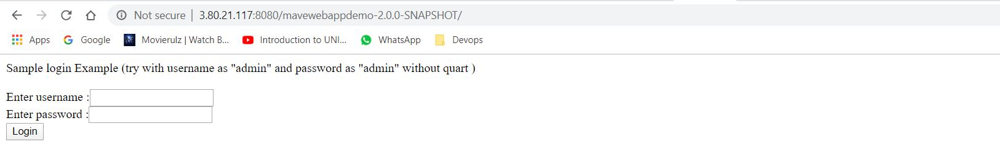 Not secure | 3.80.21.117:8080/mavewebappdemo-2.0.0-SNAPSHOT/
Apps Google Movierulz | Watch B... Introduction to UNI... WhatsApp Devops
Sample login Example (try with username as "admin" and password as "admin" without quart )
Enter username :
Enter password :
Login